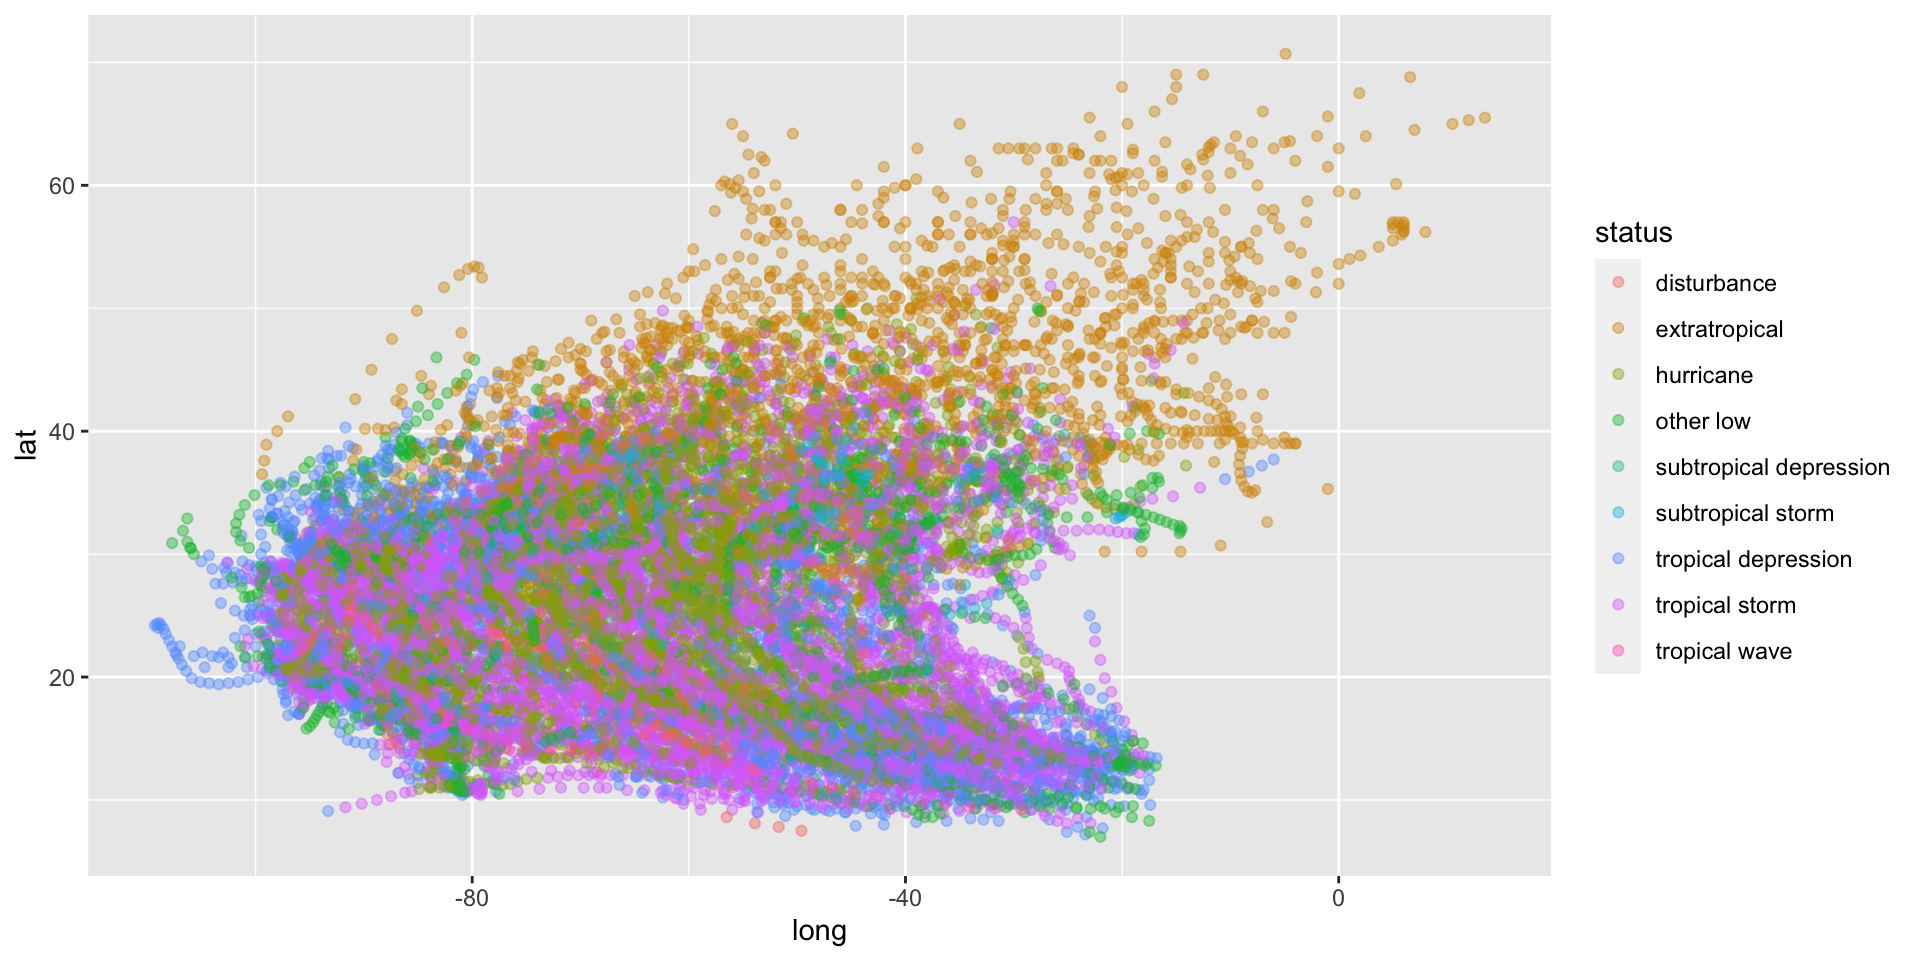 60
40
20
lat
-80
-40
0
long
status
disturbance
extratropical
hurricane
other low
subtropical depression
subtropical storm
tropical depression
tropical storm
tropical wave